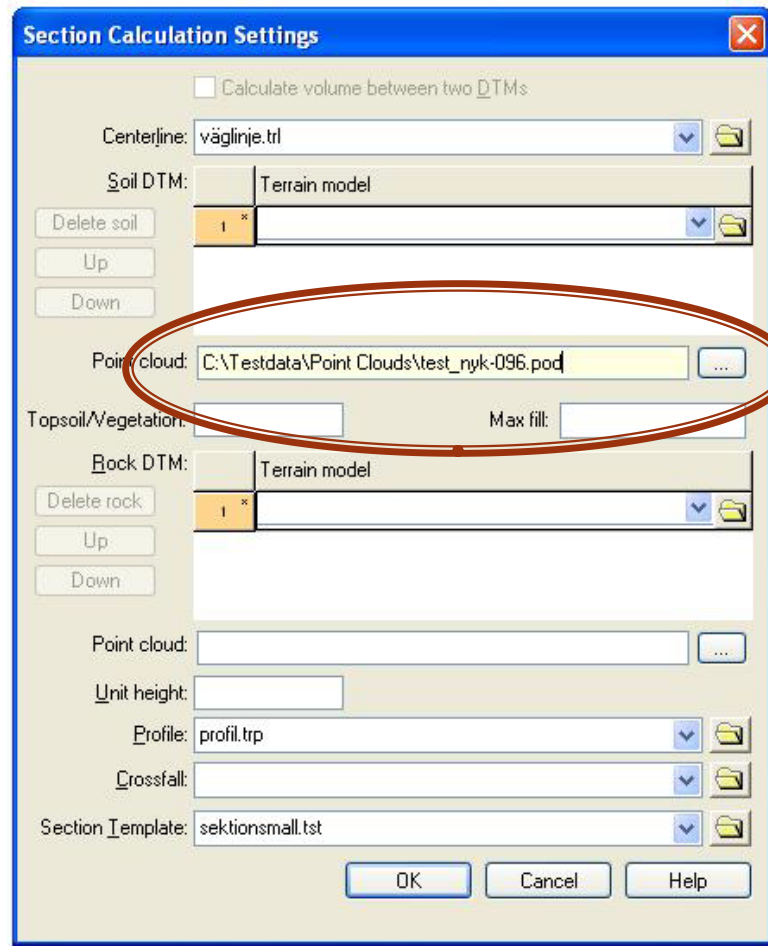 Section Calculation Settings
Calculate volume between two DTMs
Centerline: väglinje.trl
Soil DTM: Terrain model
Delete soil
1 *
Up
Down
Point cloud: C:\Testdata\Point Clouds\test_nyk-096.pod ...
Topsoil/Vegetation: Max fill:
Rock DTM: Terrain model
Delete rock
1 *
Up
Down
Point cloud: ...
Unit height:
Profile: profil.trp
Crossfall:
Section Template: sektionsmall.tst
OK Cancel Help